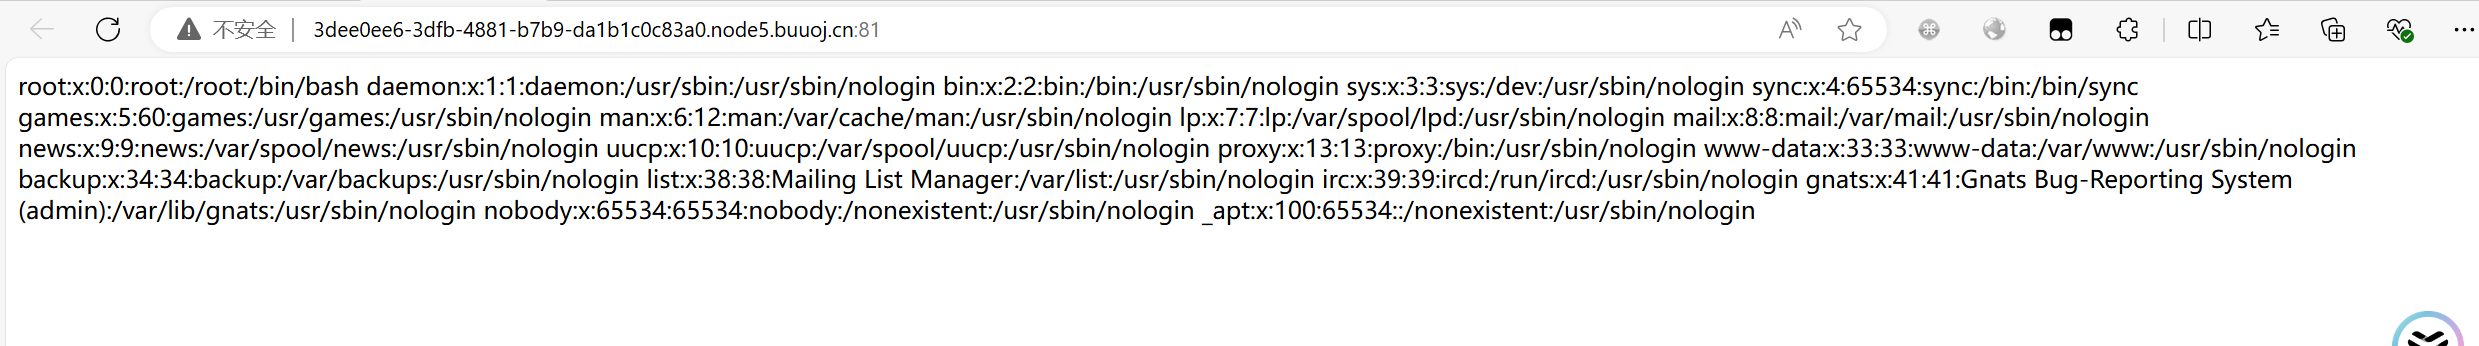 不安全 | 3dee0ee6-3dfb-4881-b7b9-da1b1c0c83a0.node5.buuoj.cn:81
root:x:0:0:root:/root:/bin/bash daemon:x:1:1:daemon:/usr/sbin:/usr/sbin/nologin bin:x:2:2:bin:/bin:/usr/sbin/nologin sys:x:3:3:sys:/dev:/usr/sbin/nologin sync:x:4:65534:sync:/bin:/bin/sync
games:x:5:60:games:/usr/games:/usr/sbin/nologin man:x:6:12:man:/var/cache/man:/usr/sbin/nologin lp:x:7:7:lp:/var/spool/lpd:/usr/sbin/nologin mail:x:8:8:mail:/var/mail:/usr/sbin/nologin
news:x:9:9:news:/var/spool/news:/usr/sbin/nologin uucp:x:10:10:uucp:/var/spool/uucp:/usr/sbin/nologin proxy:x:13:13:proxy:/bin:/usr/sbin/nologin www-data:x:33:33:www-data:/var/www:/usr/sbin/nologin
backup:x:34:34:backup:/var/backups:/usr/sbin/nologin list:x:38:38:Mailing List Manager:/var/list:/usr/sbin/nologin irc:x:39:39:ircd:/run/ircd:/usr/sbin/nologin gnats:x:41:41:Gnats Bug-Reporting System
(admin):/var/lib/gnats:/usr/sbin/nologin nobody:x:65534:65534:nobody:/nonexistent:/usr/sbin/nologin _apt:x:100:65534::/nonexistent:/usr/sbin/nologin